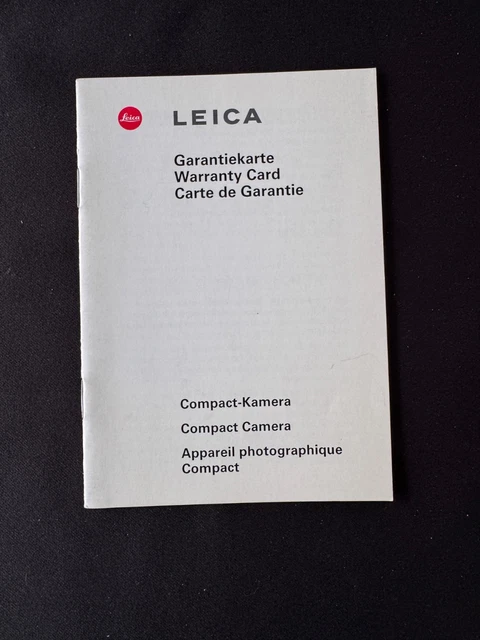 Leica
LEICA
Garantiekarte
Warranty Card
Carte de Garantie
Compact-Kamera
Compact Camera
Appareil photographique
Compact